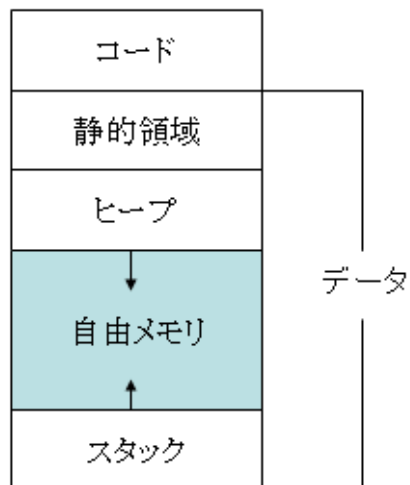 コード
静的領域
ヒープ
データ
自由メモリ
スタック